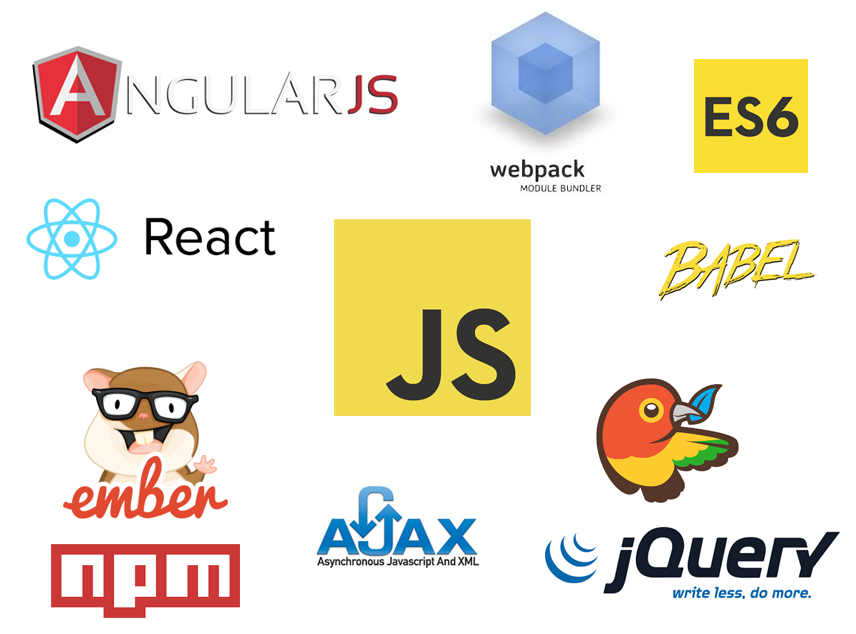 ANGULARJS
webpack
MODULE BUNDLER
ES6
React
JS
BABEL
ember
npm
AJAX
Asynchronous Javascript And XML
jQuery
write less, do more.